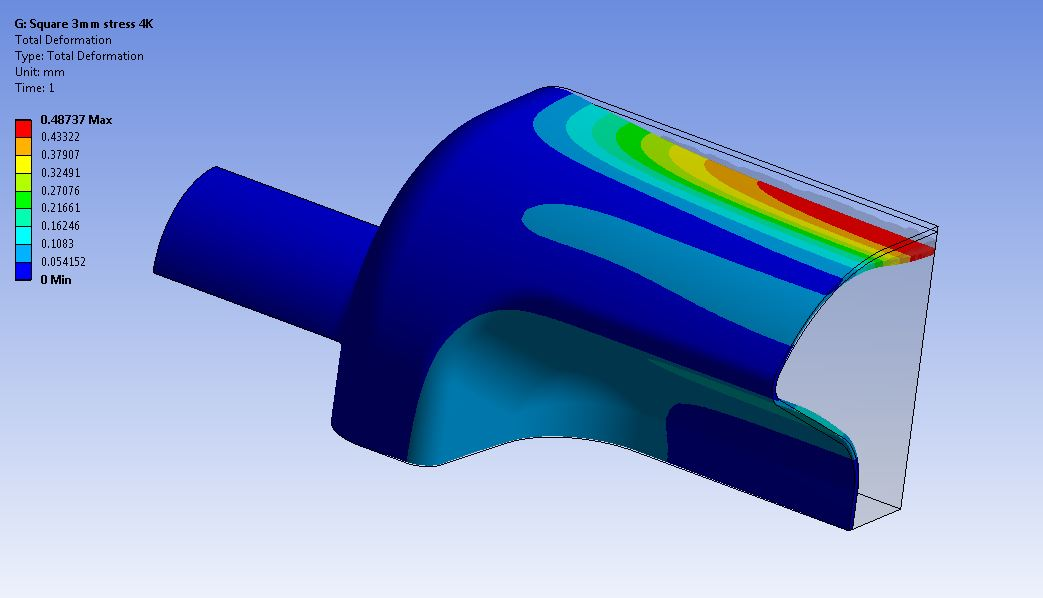 G: Square 3mm stress 4K
Total Deformation
Type: Total Deformation
Unit: mm
Time: 1
0.48737 Max
0.43322
0.37907
0.32491
0.27076
0.21661
0.16246
0.1083
0.054152
0 Min